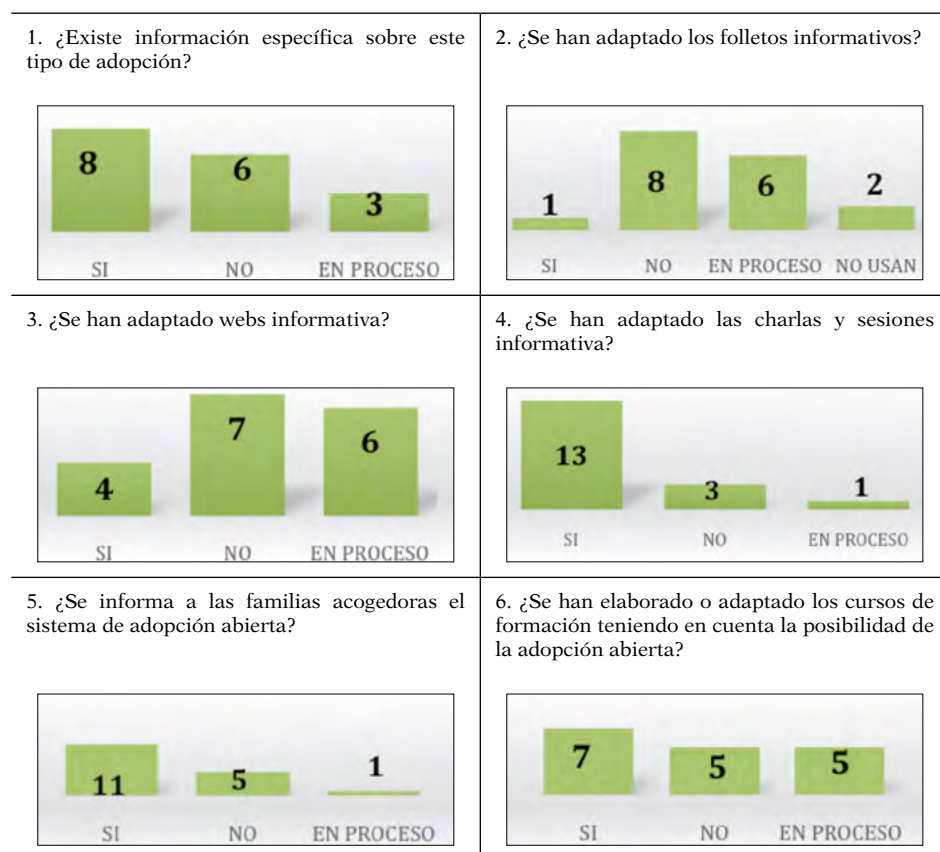 1. ¿Existe información específica sobre este
tipo de adopción?
8
6
3
SI NO EN PROCESO
2. ¿Se han adaptado los folletos informativos?
1
8
6
2
SI NO EN PROCESO NO USAN
3. ¿Se han adaptado webs informativa?
4
7
6
SI NO EN PROCESO
4. ¿Se han adaptado las charlas y sesiones
informativa?
13
3
1
SI NO EN PROCESO
5. ¿Se informa a las familias acogedoras el
sistema de adopción abierta?
11
5
1
SI NO EN PROCESO
6. ¿Se han elaborado o adaptado los cursos de
formación teniendo en cuenta la posibilidad de
la adopción abierta?
7
5
5
SI NO EN PROCESO